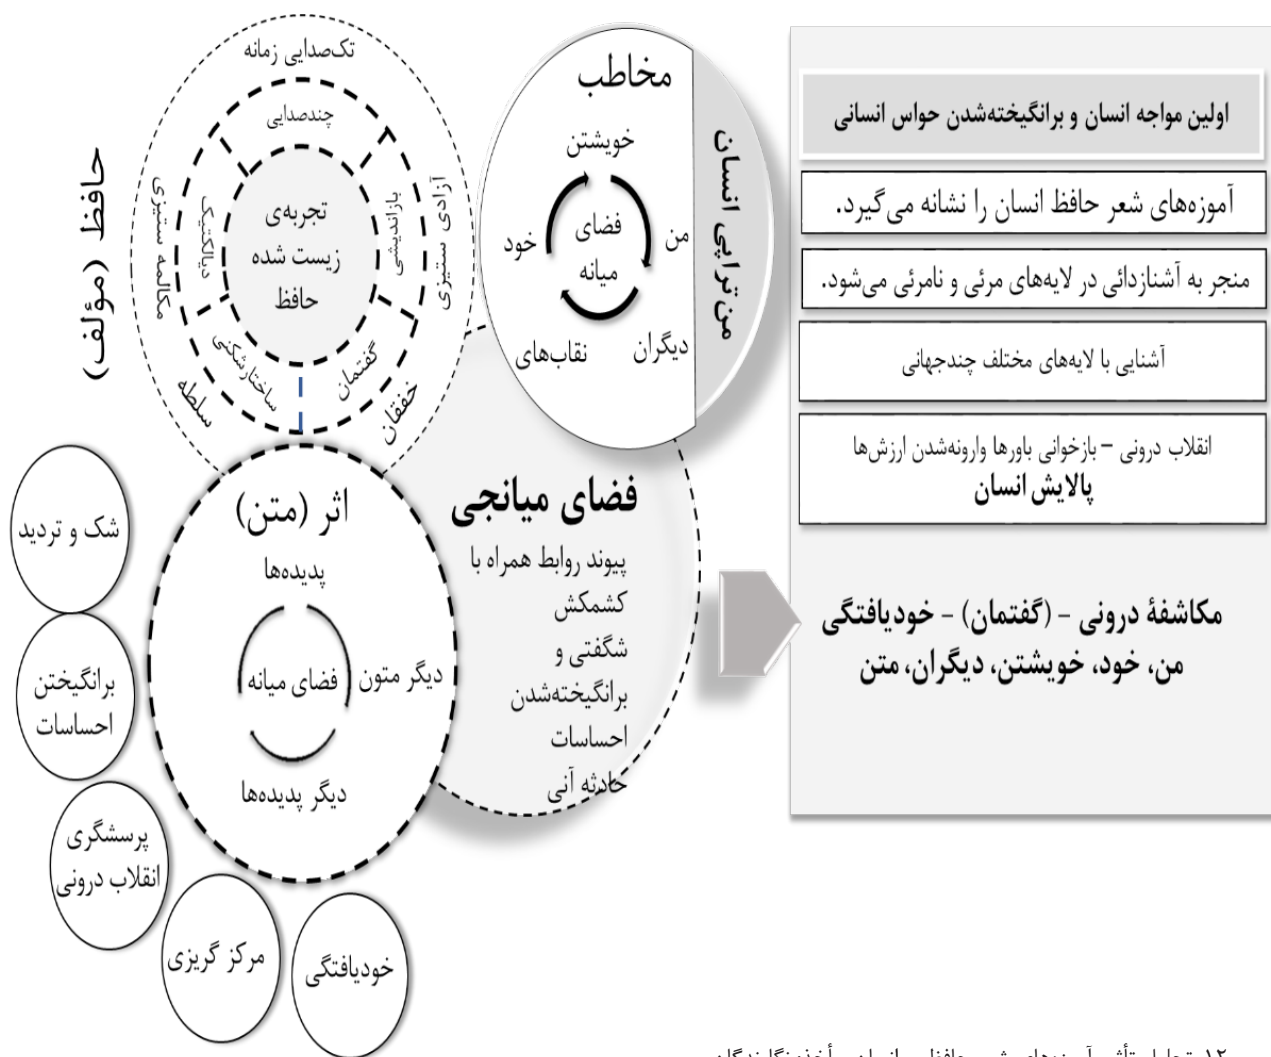 تک‌صدایی زمانه
چندصدایی
بازاندیشی
دیالکتیک
گفتمان
ساختارشکنی
آزادی ستیزی
مکالمه ستیزی
خفقان
سلطه
تجربه‌ی
زیست شده
حافظ
حافظ (مؤلف)
مخاطب
خویشتن
من
خود
فضای
میانه
دیگران
نقاب‌های
من‌تراپی انسان
اولین مواجه انسان و برانگیخته‌شدن حواس انسانی
آموزه‌های شعر حافظ انسان را نشانه می‌گیرد.
منجر به آشنازدائی در لایه‌های مرئی و نامرئی می‌شود.
آشنایی با لایه‌های مختلف چندجهانی
انقلاب درونی – بازخوانی باورها وارونه‌شدن ارزش‌ها
پالایش انسان
مکاشفۀ درونی – (گفتمان) – خودیافتگی
من، خود، خویشتن، دیگران، متن
فضای میانجی
پیوند روابط همراه با
کشمکش
شگفتی و
برانگیخته‌شدن
احساسات
حادثه آنی
اثر (متن)
پدیده‌ها
دیگر متون
فضای میانه
دیگر پدیده‌ها
شک و تردید
برانگیختن
احساسات
پرسشگری
انقلاب درونی
مرکز گریزی
خودیافتگی